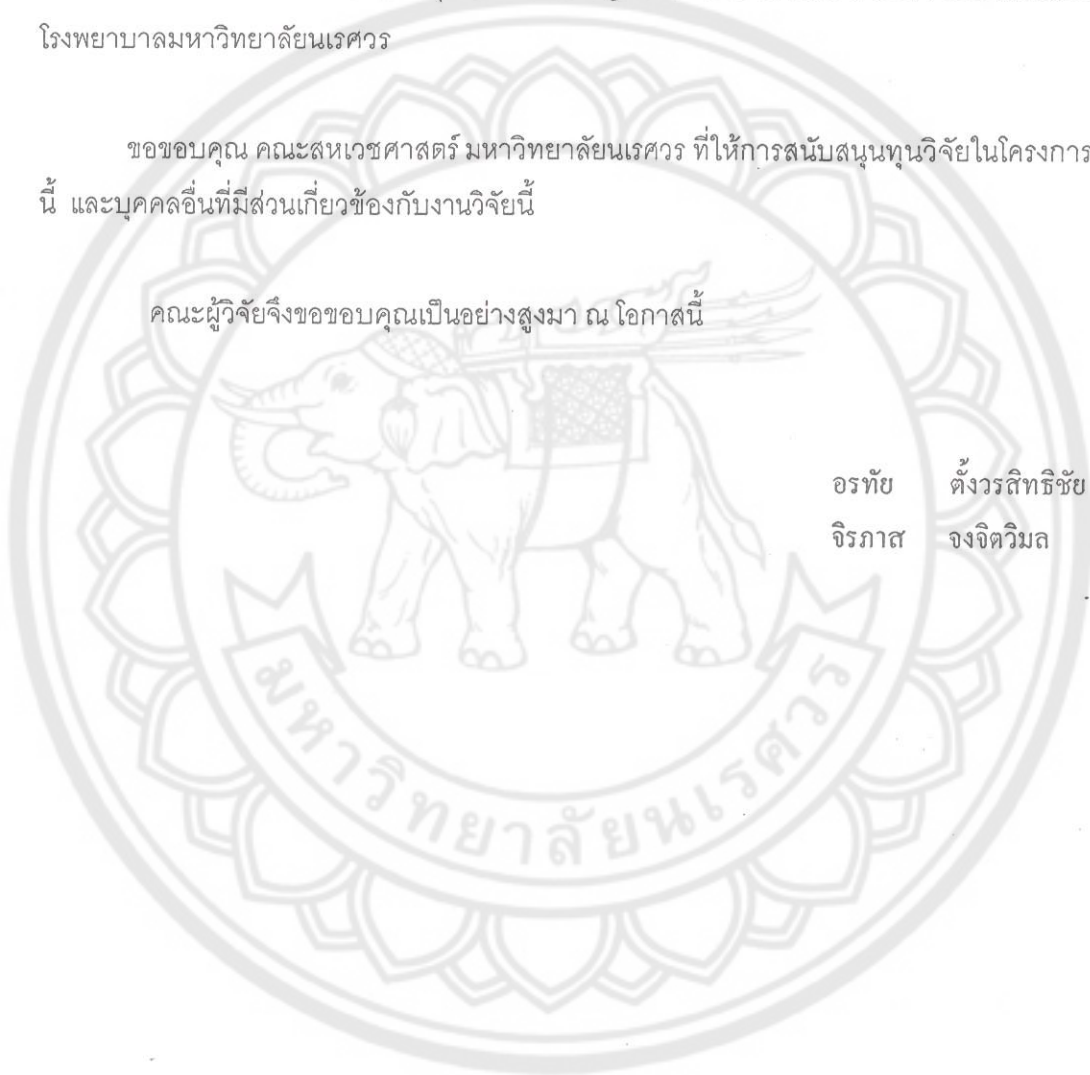 โรงพยาบาลมหาวิทยาลัยนเรศวร
ขอขอบคุณ คณะสหเวชศาสตร์ มหาวิทยาลัยนเรศวร ที่ให้การสนับสนุนทุนวิจัยในโครงการ
นี้ และบุคคลอื่นที่มีส่วนเกี่ยวข้องกับงานวิจัยนี้
คณะผู้วิจัยจึงขอขอบคุณเป็นอย่างสูงมา ณ โอกาสนี้
อรทัย ตั้งวรสิทธิชัย
จิรภาส จงจิตวิมล
มหาวิทยาลัยนเรศวร